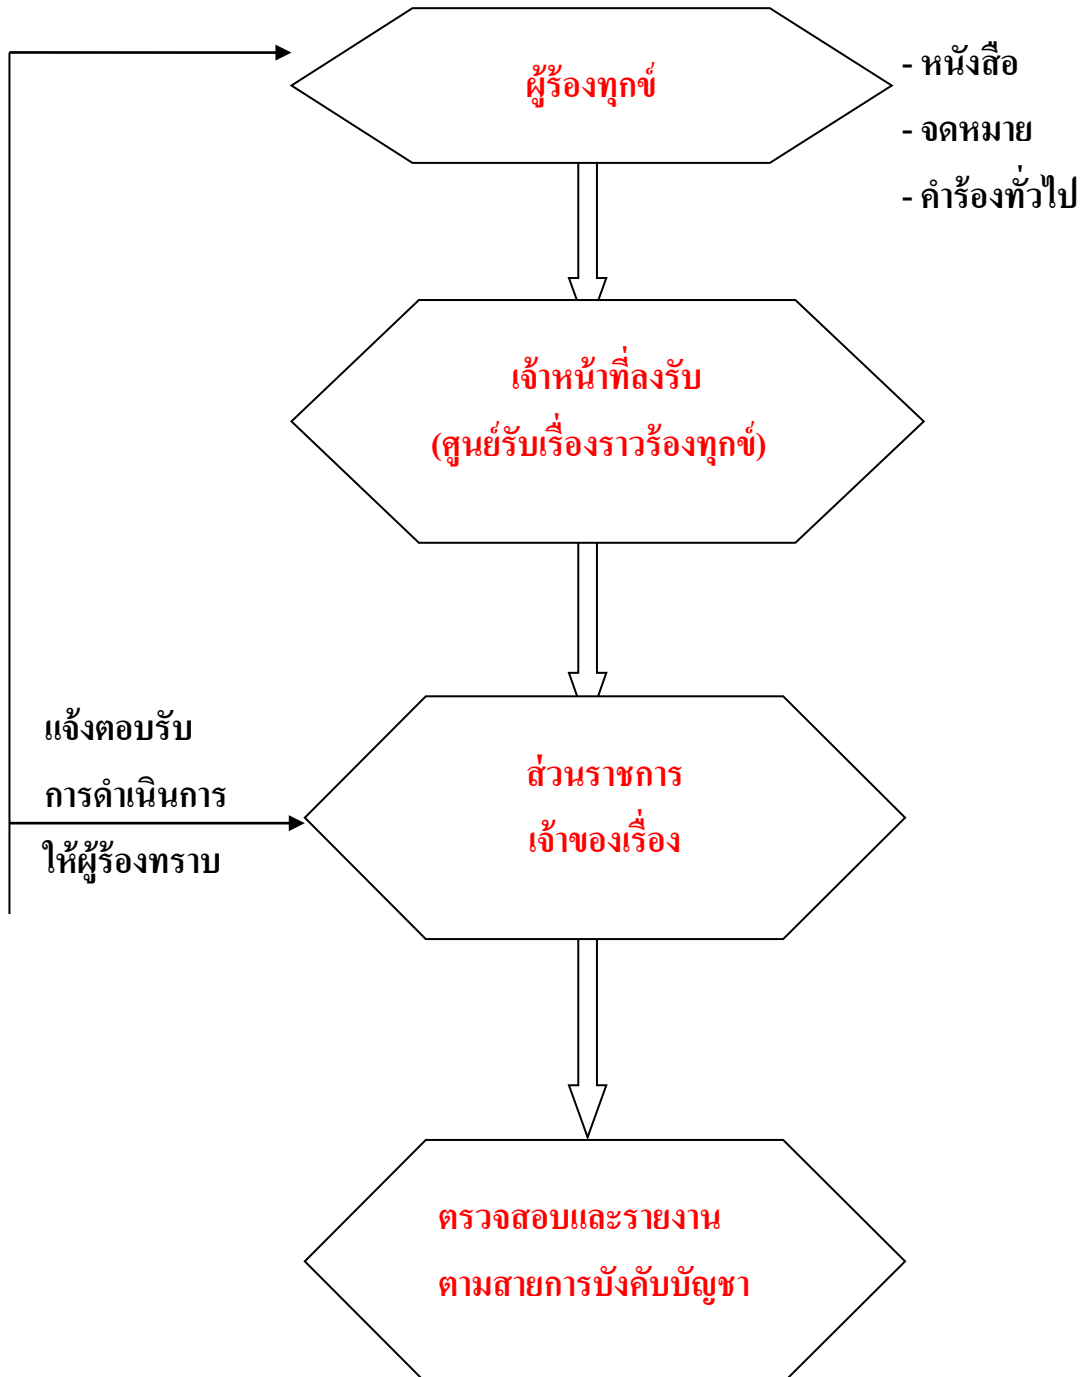 ผู้ร้องทุกข์
- หนังสือ
- จดหมาย
- คำร้องทั่วไป
เจ้าหน้าที่ลงรับ
(ศูนย์รับเรื่องราวร้องทุกข์)
แจ้งตอบรับ
การดำเนินการ
ให้ผู้ร้องทราบ
ส่วนราชการ
เจ้าของเรื่อง
ตรวจสอบและรายงาน
ตามสายการบังคับบัญชา